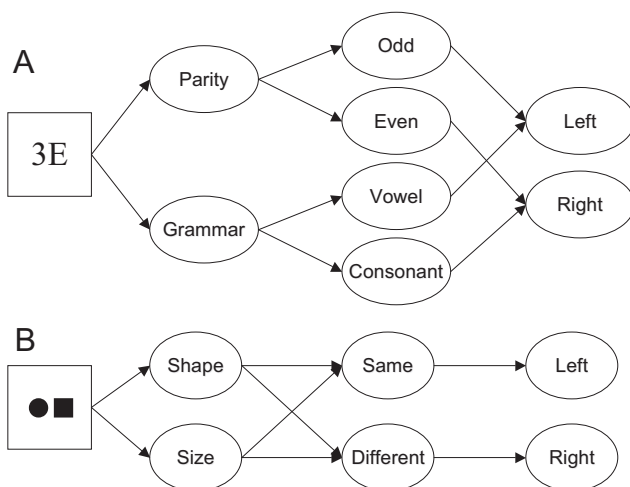 A
3E
Parity
Grammar
Odd
Even
Vowel
Consonant
Left
Right
B
Shape
Size
Same
Different
Left
Right